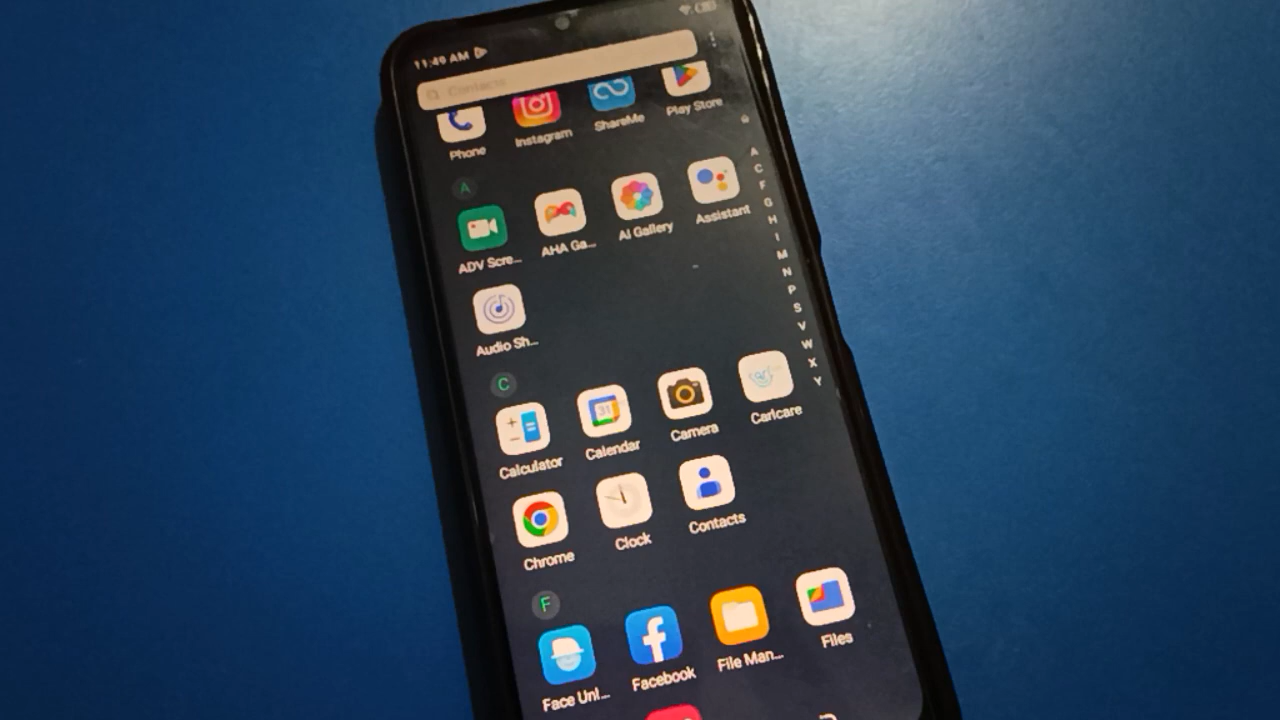 11:49 AM
Contacts
Phone Instagram ShareMe Play Store
A
ADV Scre... AHA Ga... AI Gallery Assistant
Audio Sh...
C
Calculator Calendar Camera Carlcare
31
Chrome Clock Contacts
F
Face Unl... Facebook File Man... Files
A
C
F
G
H
I
M
N
P
S
V
W
X
Y